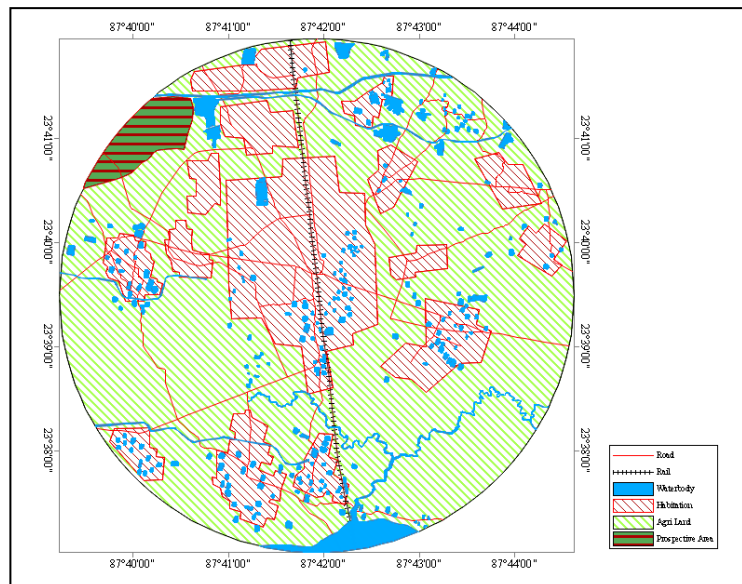 87°40'00" 87°41'00" 87°42'00" 87°43'00" 87°44'00"
23°41'00" 23°41'00"
23°40'00" 23°40'00"
23°39'00" 23°39'00"
23°38'00" 23°38'00"
Road
Rail
Waterbody
Habitation
Agri Land
Prospective Area
87°40'00" 87°41'00" 87°42'00" 87°43'00" 87°44'00"